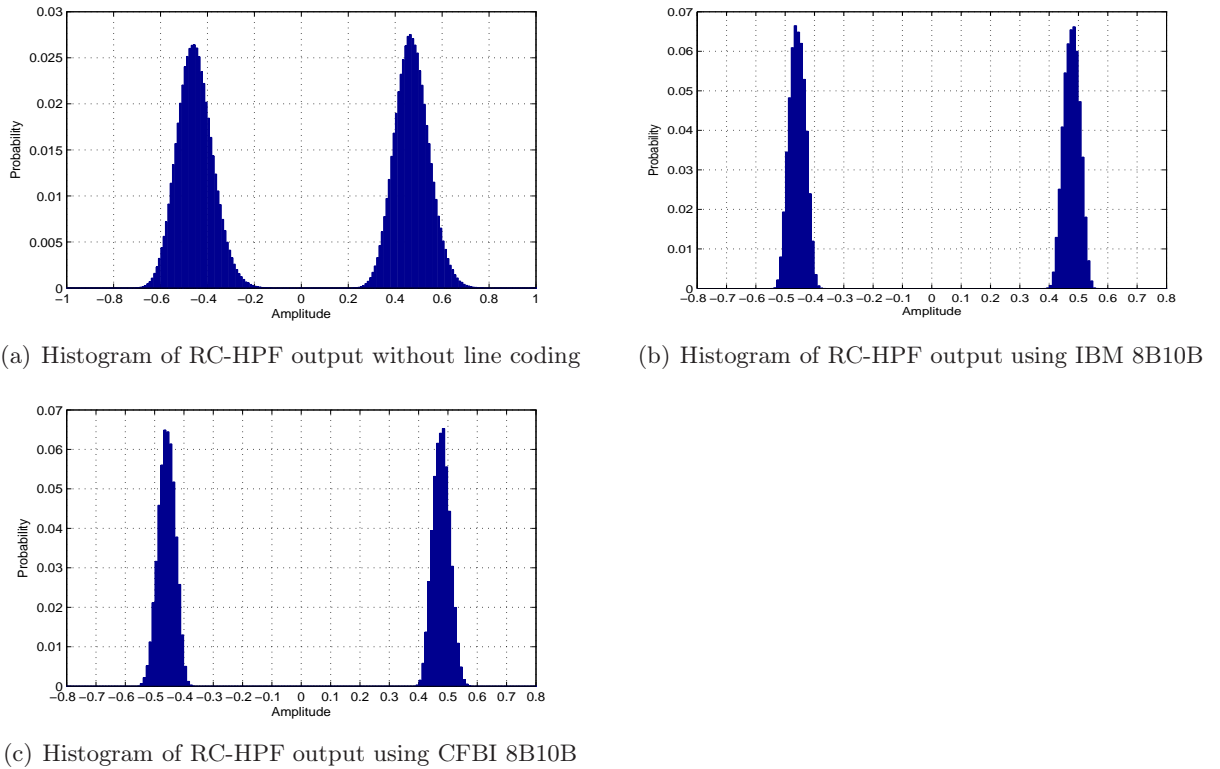 0.03
0.025
0.02
0.015
0.01
0.005
0
Probability
−1 −0.8 −0.6 −0.4 −0.2 0 0.2 0.4 0.6 0.8 1
Amplitude
(a) Histogram of RC-HPF output without line coding
0.07
0.06
0.05
0.04
0.03
0.02
0.01
0
Probability
−0.8 −0.7 −0.6 −0.5 −0.4 −0.3 −0.2 −0.1 0 0.1 0.2 0.3 0.4 0.5 0.6 0.7 0.8
Amplitude
(b) Histogram of RC-HPF output using IBM 8B10B
0.07
0.06
0.05
0.04
0.03
0.02
0.01
0
Probability
−0.8 −0.7 −0.6 −0.5 −0.4 −0.3 −0.2 −0.1 0 0.1 0.2 0.3 0.4 0.5 0.6 0.7 0.8
Amplitude
(c) Histogram of RC-HPF output using CFBI 8B10B